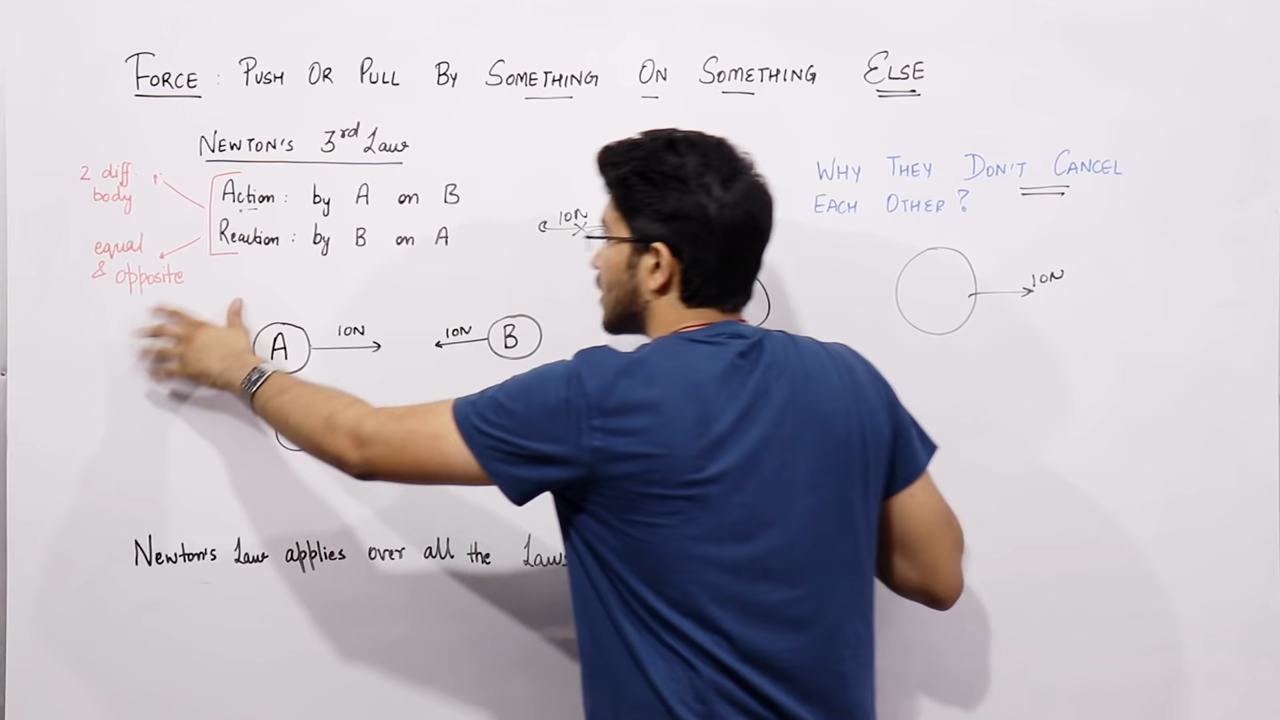 FORCE : PUSH OR PULL BY SOMETHING ON SOMETHING ELSE
NEWTON'S 3rd Law
2 diff
body
Action : by A on B
Reaction : by B on A
equal
& opposite
A 10N
10N B
10N
WHY THEY DON'T CANCEL
EACH OTHER ?
10N
Newton's Law applies over all the Laws